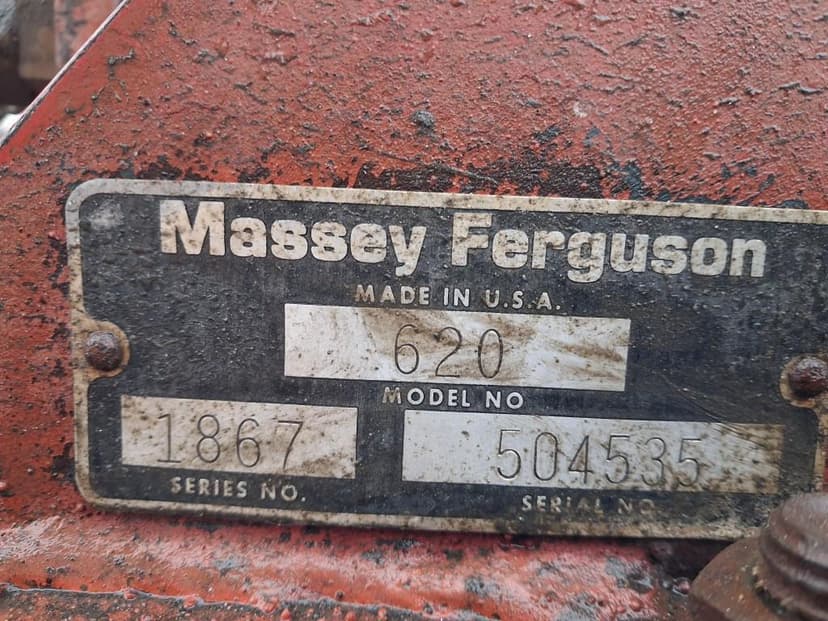 Massey Ferguson
MADE IN U.S.A.
620
MODEL NO
1867 504535
SERIES NO. SERIAL NO